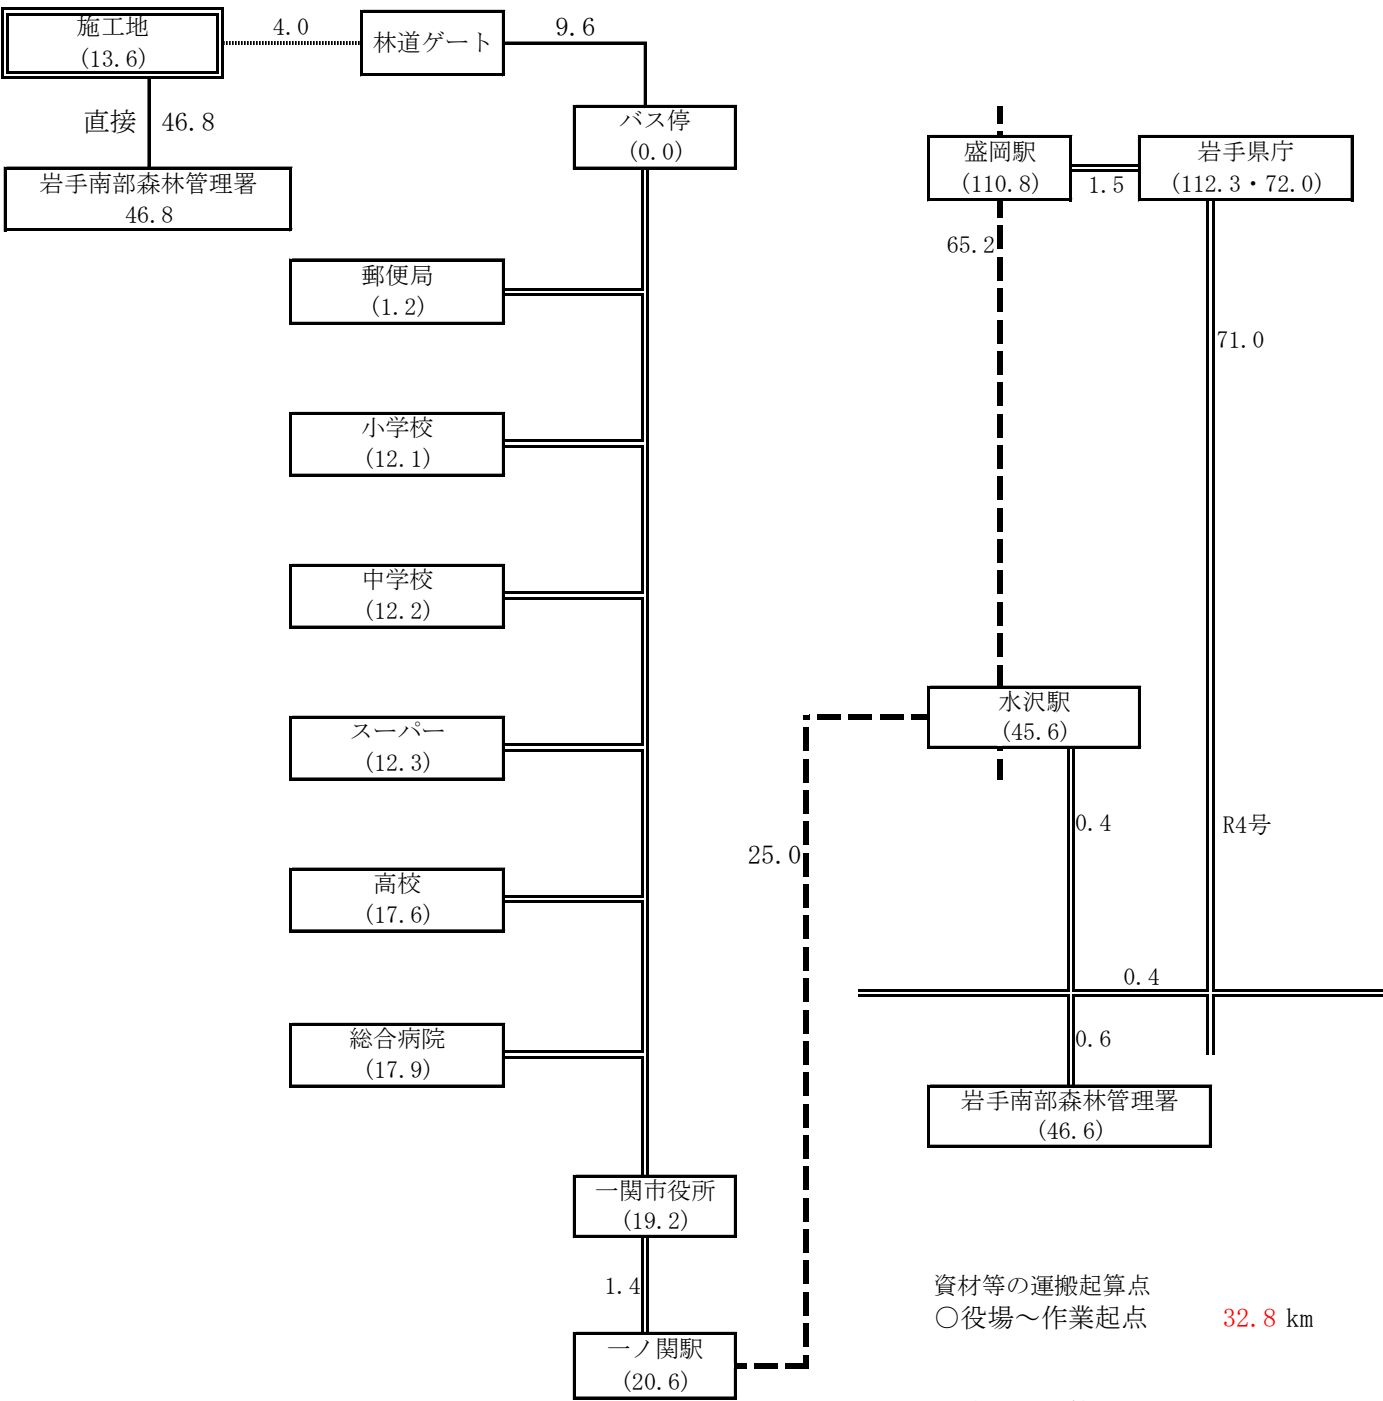 施工地
(13.6)
4.0
林道ゲート
9.6
直接 46.8
岩手南部森林管理署
46.8
バス停
(0.0)
郵便局
(1.2)
小学校
(12.1)
中学校
(12.2)
スーパー
(12.3)
高校
(17.6)
総合病院
(17.9)
一関市役所
(19.2)
1.4
一ノ関駅
(20.6)
25.0
盛岡駅
(110.8)
1.5
岩手県庁
(112.3・72.0)
65.2
71.0
水沢駅
(45.6)
0.4
R4号
0.4
0.6
岩手南部森林管理署
(46.6)
資材等の運搬起算点
○役場～作業起点 32.8 km